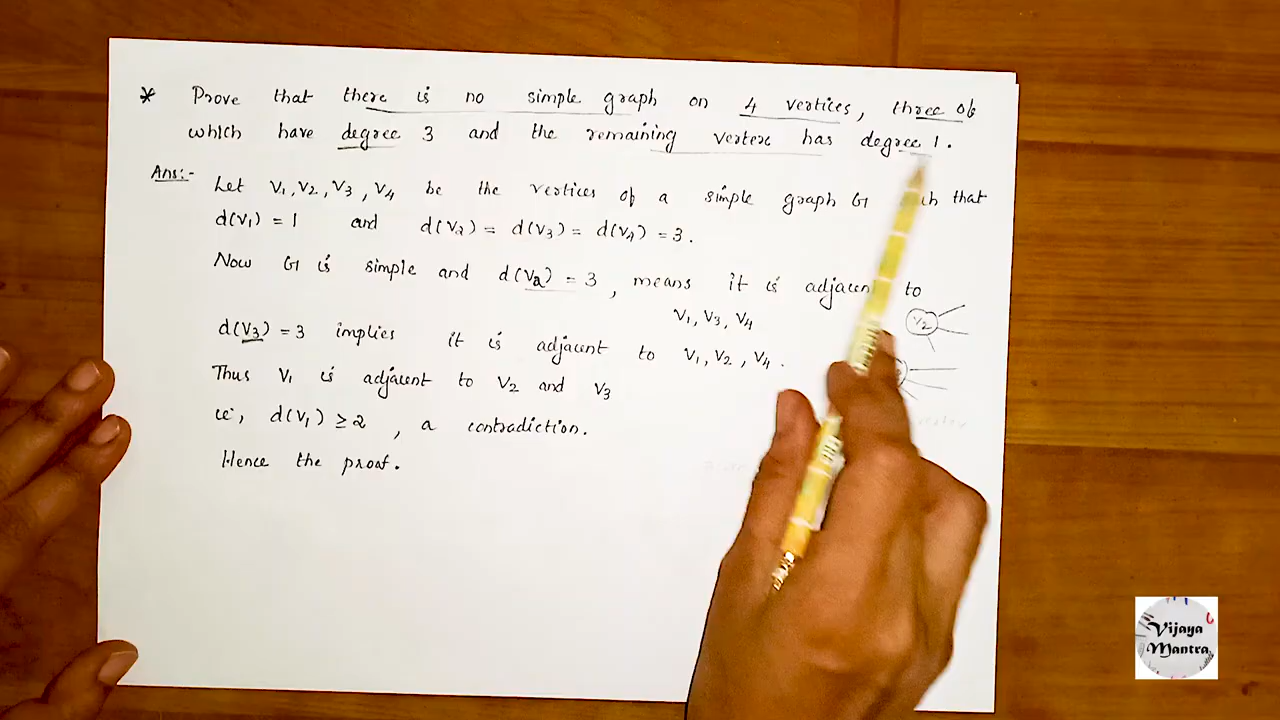 * Prove that there is no simple graph on 4 vertices, three of
which have degree 3 and the remaining vertex has degree 1.
Ans:-
Let V1, V2, V3, V4 be the vertices of a simple graph G that
d(V1) = 1 and d(V2) = d(V3) = d(V4) = 3.
Now G is simple and d(V2) = 3, means it is adjacent to
V1, V3, V4
V2
d(V3) = 3 implies it is adjacent to V1, V2, V4.
Thus V1 is adjacent to V2 and V3
ie, d(V1) ≥ 2, a contradiction.
Hence the proof.
Vijaya
Mantra